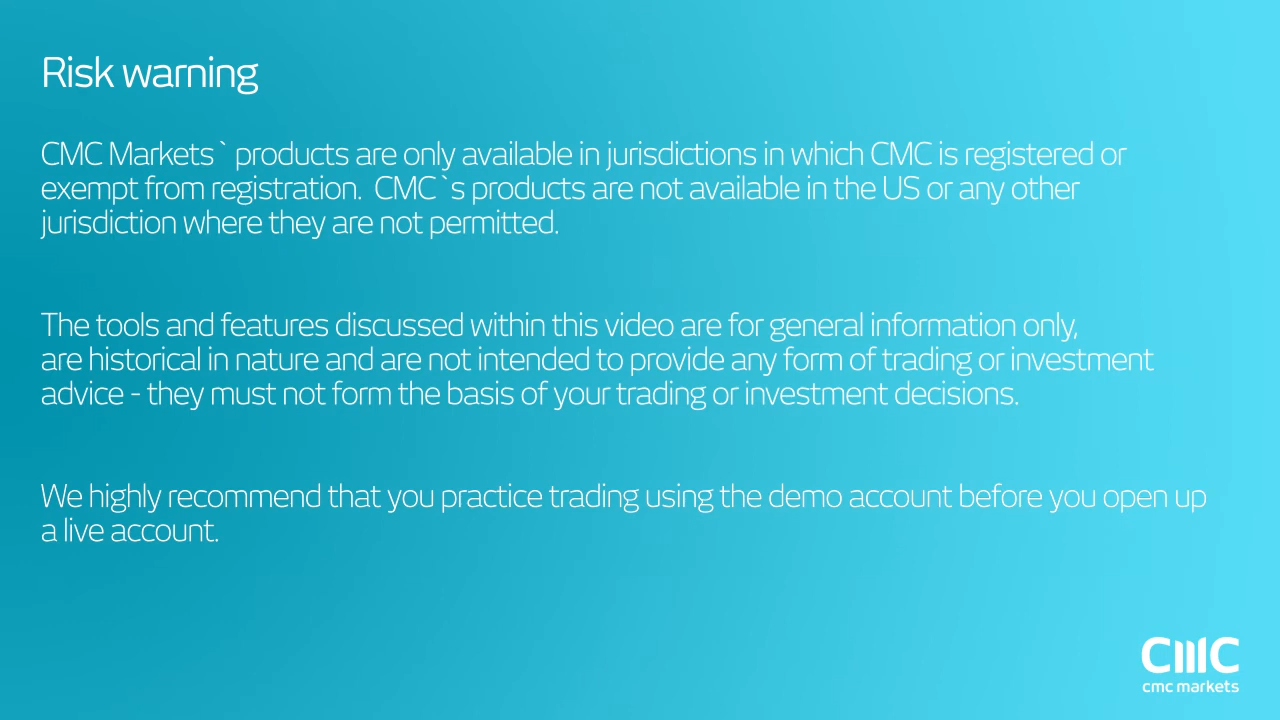 Risk warning
CMC Markets` products are only available in jurisdictions in which CMC is registered or
exempt from registration.  CMC`s products are not available in the US or any other
jurisdiction where they are not permitted.
The tools and features discussed within this video are for general information only,
are historical in nature and are not intended to provide any form of trading or investment
advice - they must not form the basis of your trading or investment decisions.
We highly recommend that you practice trading using the demo account before you open up
a live account.
CMC
cmc markets